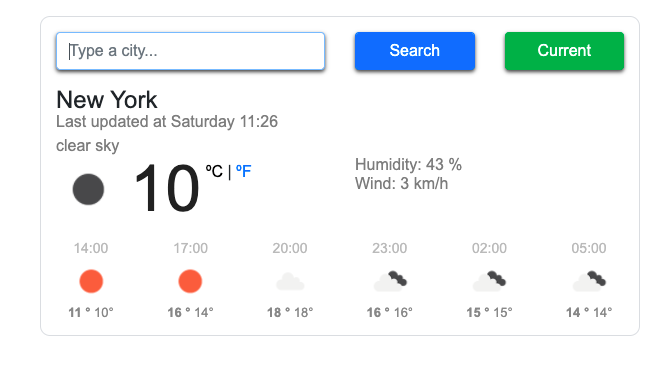 Type a city... Search Current
New York
Last updated at Saturday 11:26
clear sky
10 ºC | ºF
Humidity: 43 %
Wind: 3 km/h
14:00 17:00 20:00 23:00 02:00 05:00
11 ° 10° 16 ° 14° 18 ° 18° 16 ° 16° 15 ° 15° 14 ° 14°